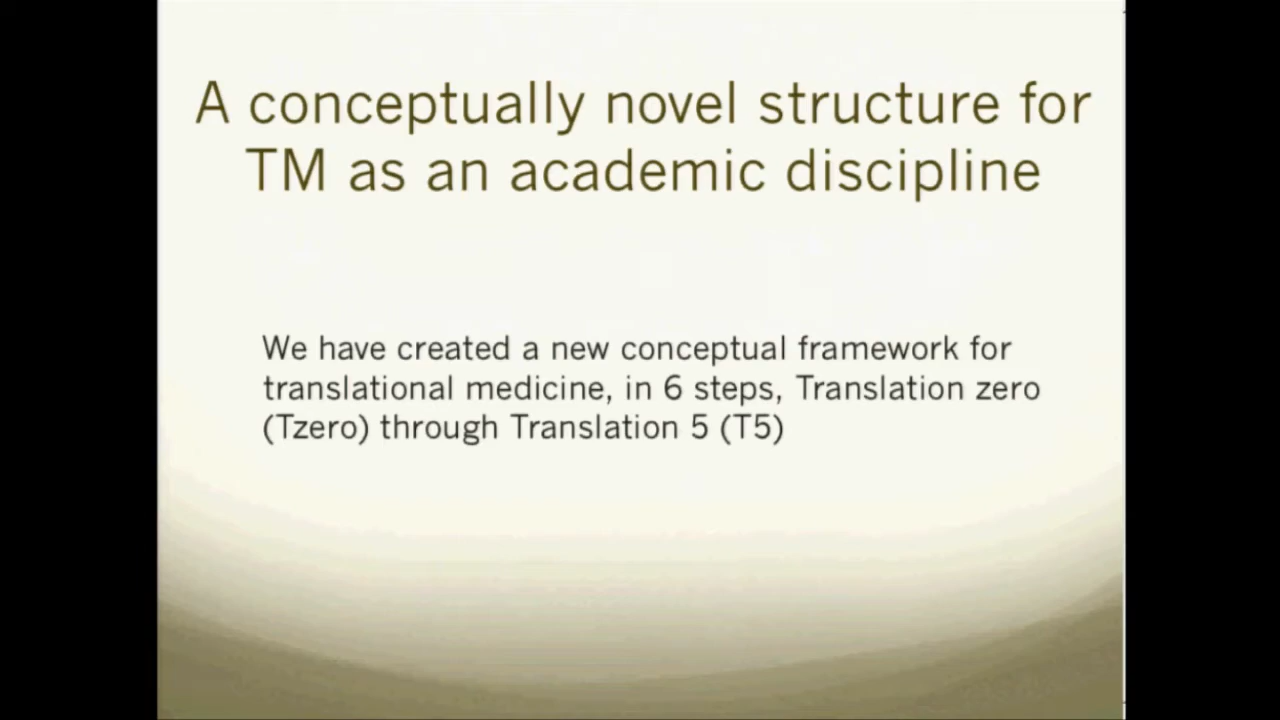 A conceptually novel structure for
TM as an academic discipline
We have created a new conceptual framework for
translational medicine, in 6 steps, Translation zero
(Tzero) through Translation 5 (T5)